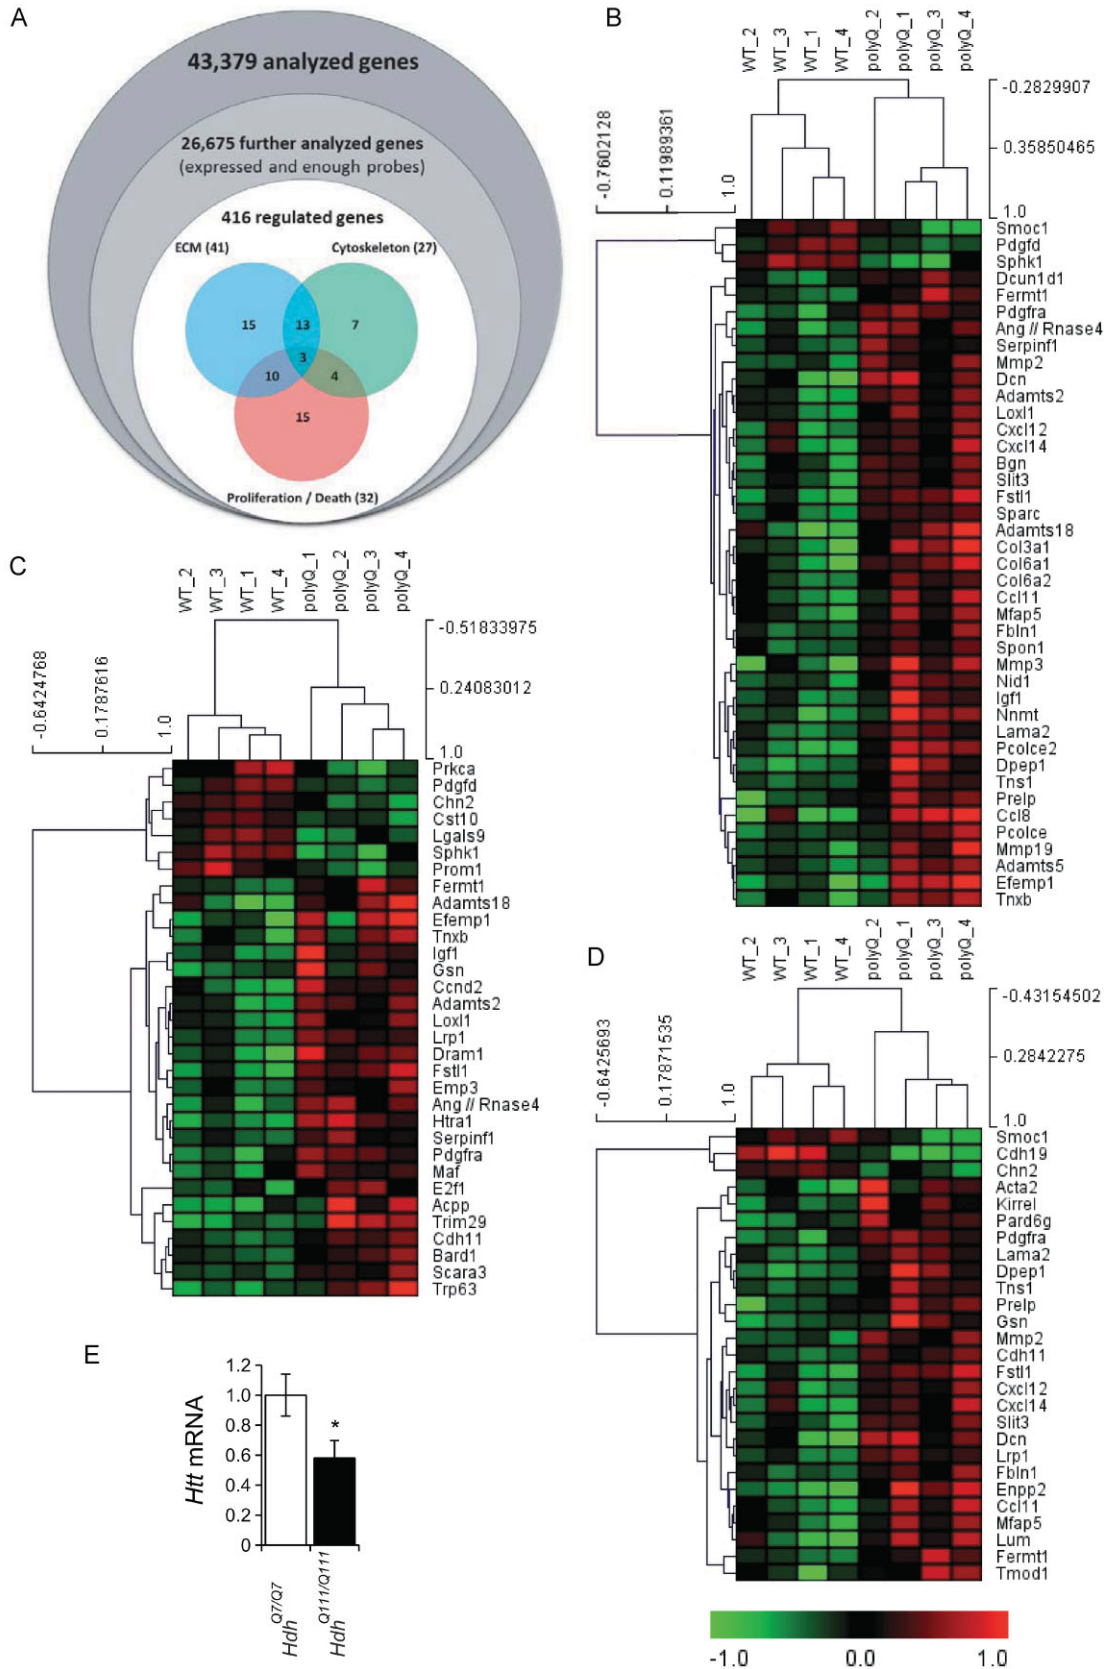 A
43,379 analyzed genes
26,675 further analyzed genes
(expressed and enough probes)
416 regulated genes
ECM (41)
Cytoskeleton (27)
15
13
7
3
10
4
15
Proliferation / Death (32)
B
WT_2
WT_3
WT_1
WT_4
polyQ_2
polyQ_1
polyQ_3
polyQ_4
-0.2829907
0.35850465
1.0
-0.7602128
0.11989361
1.0
Smoc1
Pdgfd
Sphk1
Dcun1d1
Fermt1
Pdgfra
Ang // Rnase4
Serpinf1
Mmp2
Dcn
Adamts2
Loxl1
Cxcl12
Cxcl14
Bgn
Slit3
Fstl1
Sparc
Adamts18
Col3a1
Col6a1
Col6a2
Ccl11
Mfap5
Fbln1
Spon1
Mmp3
Nid1
Igf1
Nnmt
Lama2
Pcolce2
Dpep1
Tns1
Prelp
Ccl8
Pcolce
Mmp19
Adamts5
Efemp1
Tnxb
C
WT_2
WT_3
WT_1
WT_4
polyQ_1
polyQ_2
polyQ_3
polyQ_4
-0.51833975
0.24083012
1.0
-0.6424768
0.1787616
1.0
Prkca
Pdgfd
Chn2
Cst10
Lgals9
Sphk1
Prom1
Fermt1
Adamts18
Efemp1
Tnxb
Igf1
Gsn
Ccnd2
Adamts2
Loxl1
Lrp1
Dram1
Fstl1
Emp3
Ang // Rnase4
Htra1
Serpinf1
Pdgfra
Maf
E2f1
Acpp
Trim29
Cdh11
Bard1
Scara3
Trp63
D
WT_2
WT_3
WT_1
WT_4
polyQ_2
polyQ_1
polyQ_3
polyQ_4
-0.43154502
0.2842275
1.0
-0.6425693
0.17871535
1.0
Smoc1
Cdh19
Chn2
Acta2
Kirrel
Pard6g
Pdgfra
Lama2
Dpep1
Tns1
Prelp
Gsn
Mmp2
Cdh11
Fstl1
Cxcl12
Cxcl14
Slit3
Dcn
Lrp1
Fbln1
Enpp2
Ccl11
Mfap5
Lum
Fermt1
Tmod1
-1.0 0.0 1.0
E
Htt mRNA
1.2
1.0
0.8
0.6
0.4
0.2
0
*
Hdh Q7/Q7
Hdh Q111/Q111